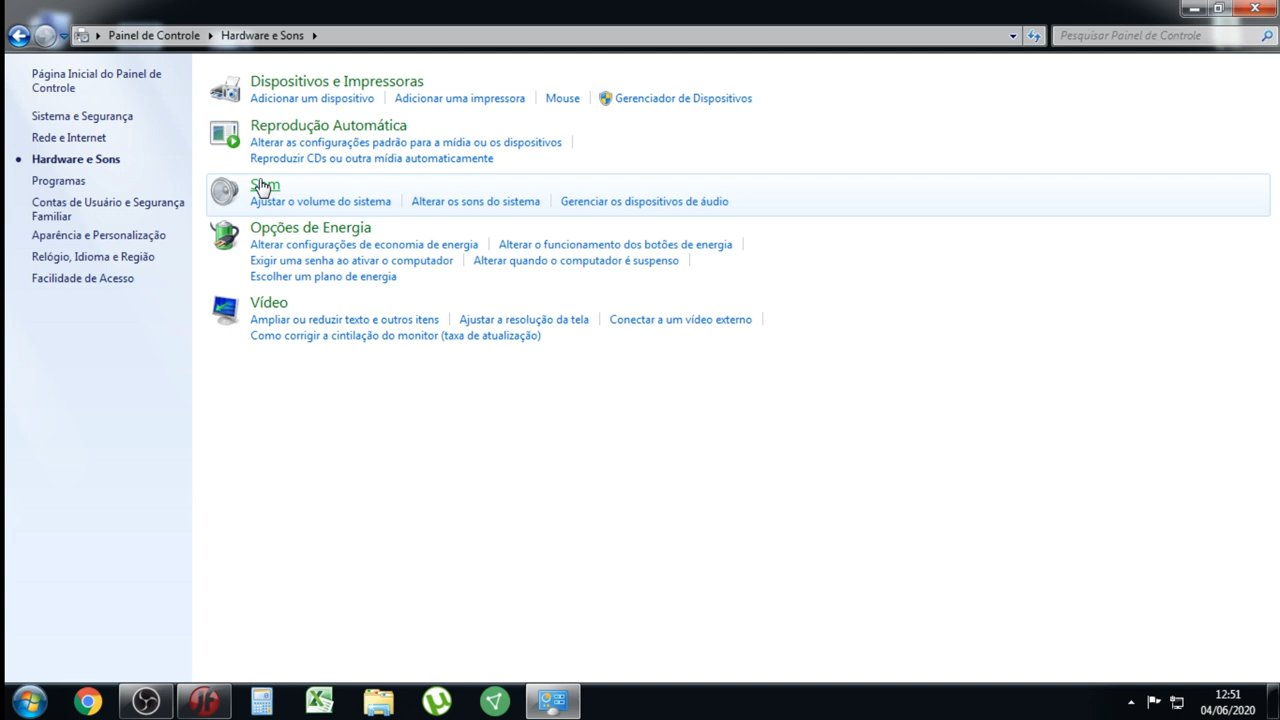 Painel de Controle Hardware e Sons Pesquisar Painel de Controle
Página Inicial do Painel de
Controle
Sistema e Segurança
Rede e Internet
Hardware e Sons
Programas
Contas de Usuário e Segurança
Familiar
Aparência e Personalização
Relógio, Idioma e Região
Facilidade de Acesso
Dispositivos e Impressoras
Adicionar um dispositivo Adicionar uma impressora Mouse Gerenciador de Dispositivos
Reprodução Automática
Alterar as configurações padrão para a mídia ou os dispositivos
Reproduzir CDs ou outra mídia automaticamente
Som
Ajustar o volume do sistema Alterar os sons do sistema Gerenciar os dispositivos de áudio
Opções de Energia
Alterar configurações de economia de energia Alterar o funcionamento dos botões de energia
Exigir uma senha ao ativar o computador Alterar quando o computador é suspenso
Escolher um plano de energia
Vídeo
Ampliar ou reduzir texto e outros itens Ajustar a resolução da tela Conectar a um vídeo externo
Como corrigir a cintilação do monitor (taxa de atualização)
12:51
04/06/2020